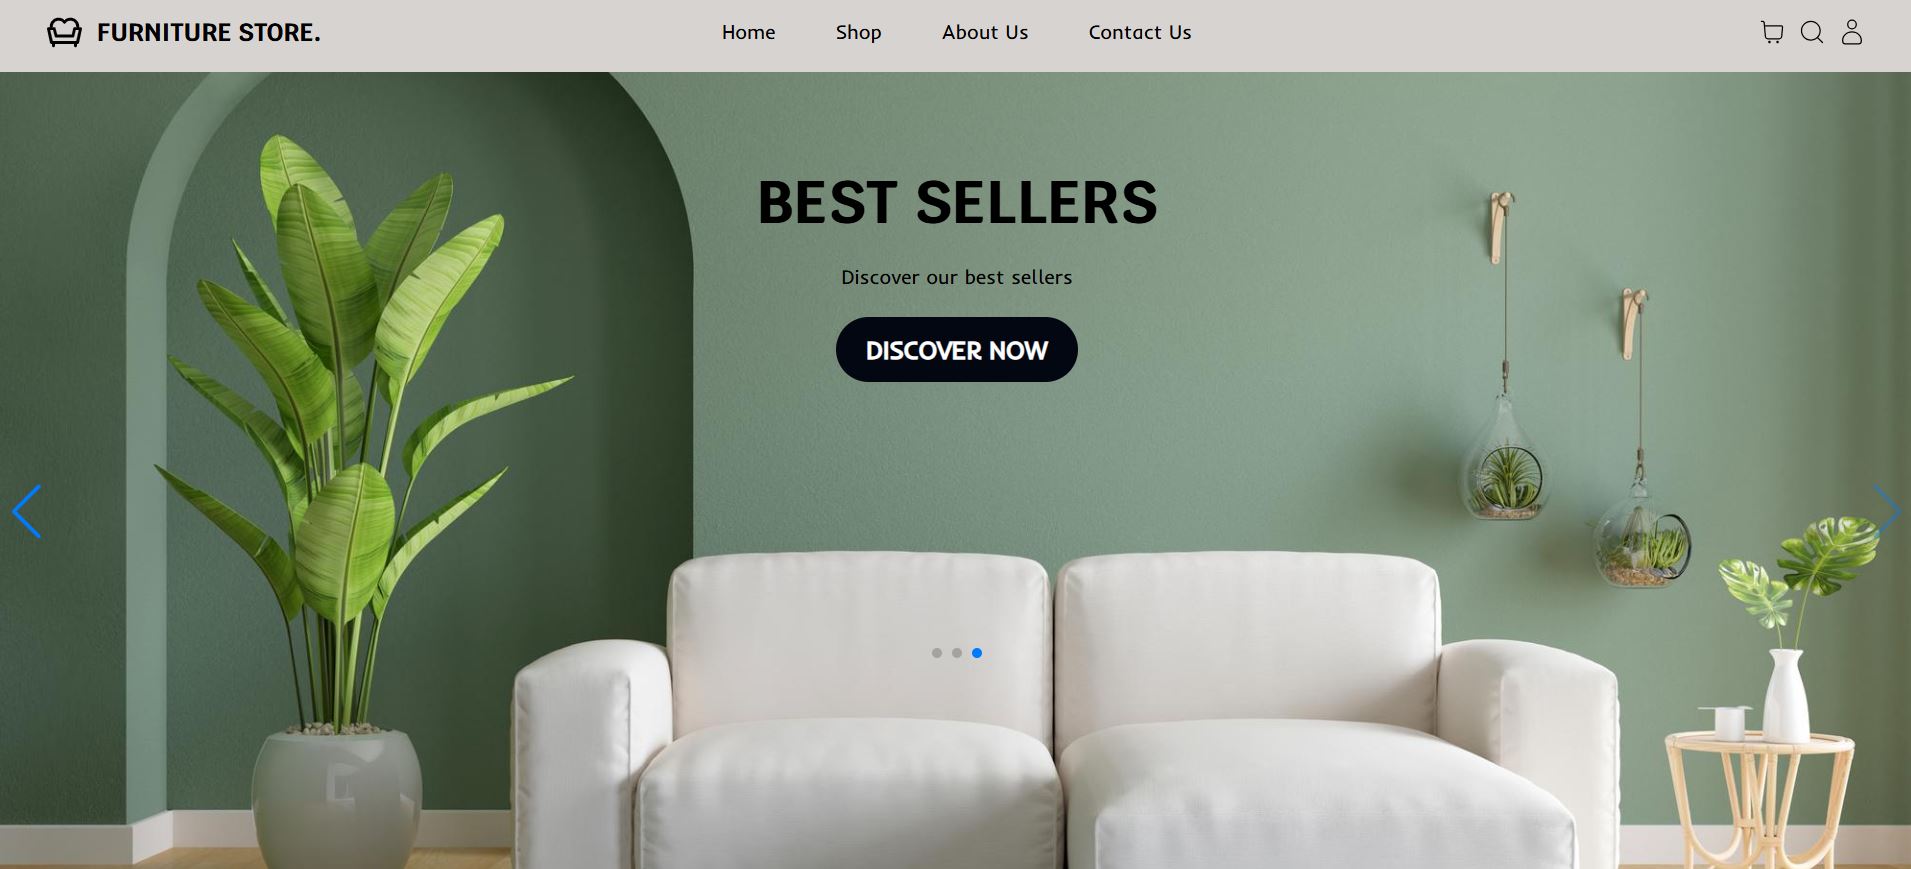 FURNITURE STORE.
Home
Shop
About Us
Contact Us
BEST SELLERS
Discover our best sellers
DISCOVER NOW